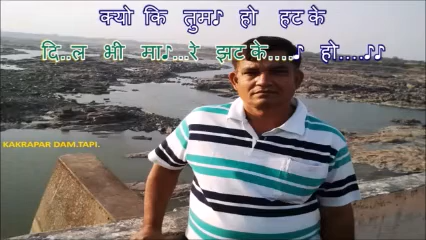 क्यो कि तुम♪ हो हट के
दि..ल भी मा♪...रे झट के....♪ हो....♪♪
KAKRAPAR DAM.TAPI.